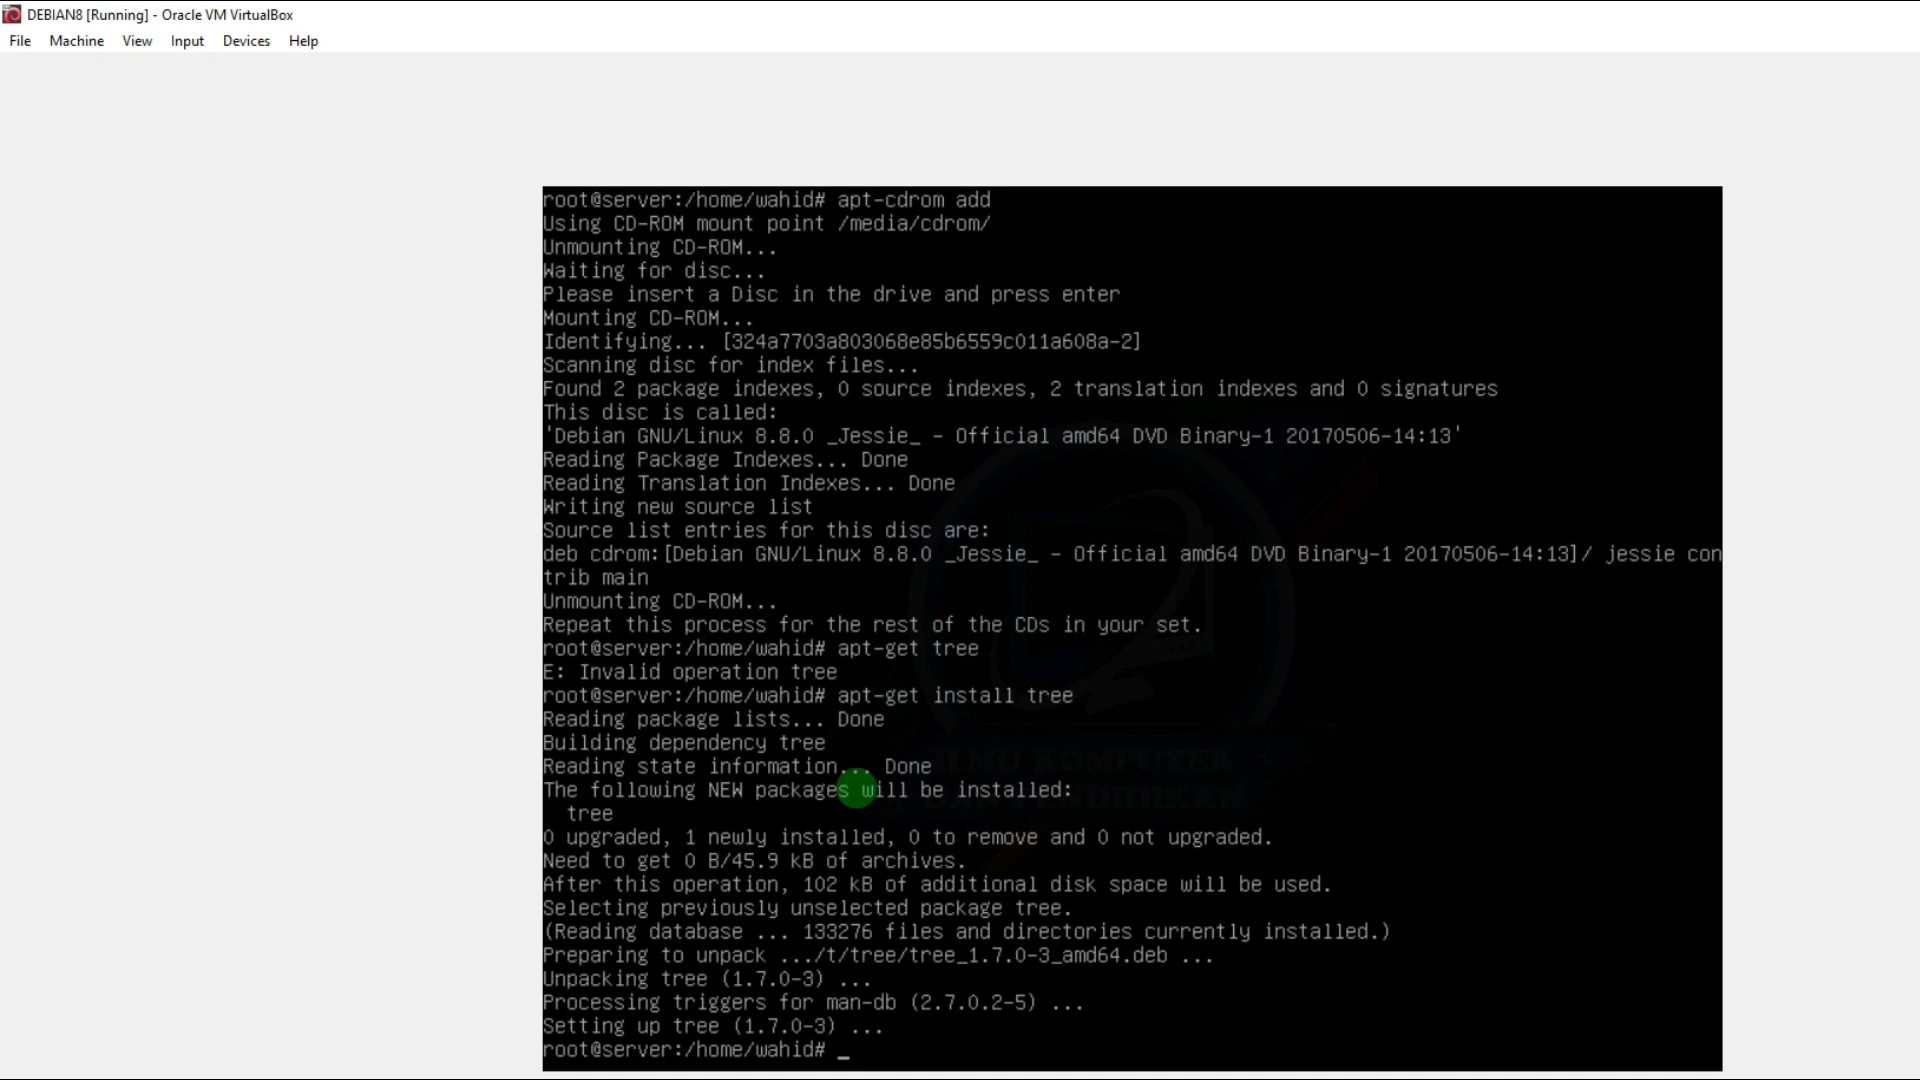 DEBIAN8 [Running] - Oracle VM VirtualBox
File Machine View Input Devices Help
root@server:/home/wahid# apt-cdrom add
Using CD-ROM mount point /media/cdrom/
Unmounting CD-ROM...
Waiting for disc...
Please insert a Disc in the drive and press enter
Mounting CD-ROM...
Identifying... [324a7703a803068e85b6559c011a608a-2]
Scanning disc for index files...
Found 2 package indexes, 0 source indexes, 2 translation indexes and 0 signatures
This disc is called:
'Debian GNU/Linux 8.8.0 _Jessie_ - Official amd64 DVD Binary-1 20170506-14:13'
Reading Package Indexes... Done
Reading Translation Indexes... Done
Writing new source list
Source list entries for this disc are:
deb cdrom:[Debian GNU/Linux 8.8.0 _Jessie_ - Official amd64 DVD Binary-1 20170506-14:13]/ jessie con
trib main
Unmounting CD-ROM...
Repeat this process for the rest of the CDs in your set.
root@server:/home/wahid# apt-get tree
E: Invalid operation tree
root@server:/home/wahid# apt-get install tree
Reading package lists... Done
Building dependency tree
Reading state information... Done
The following NEW packages will be installed:
tree
0 upgraded, 1 newly installed, 0 to remove and 0 not upgraded.
Need to get 0 B/45.9 kB of archives.
After this operation, 102 kB of additional disk space will be used.
Selecting previously unselected package tree.
(Reading database ... 133276 files and directories currently installed.)
Preparing to unpack .../t/tree/tree_1.7.0-3_amd64.deb ...
Unpacking tree (1.7.0-3) ...
Processing triggers for man-db (2.7.0.2-5) ...
Setting up tree (1.7.0-3) ...
root@server:/home/wahid# _
ILMU KOMPUTER
DAN PENDIDIKAN